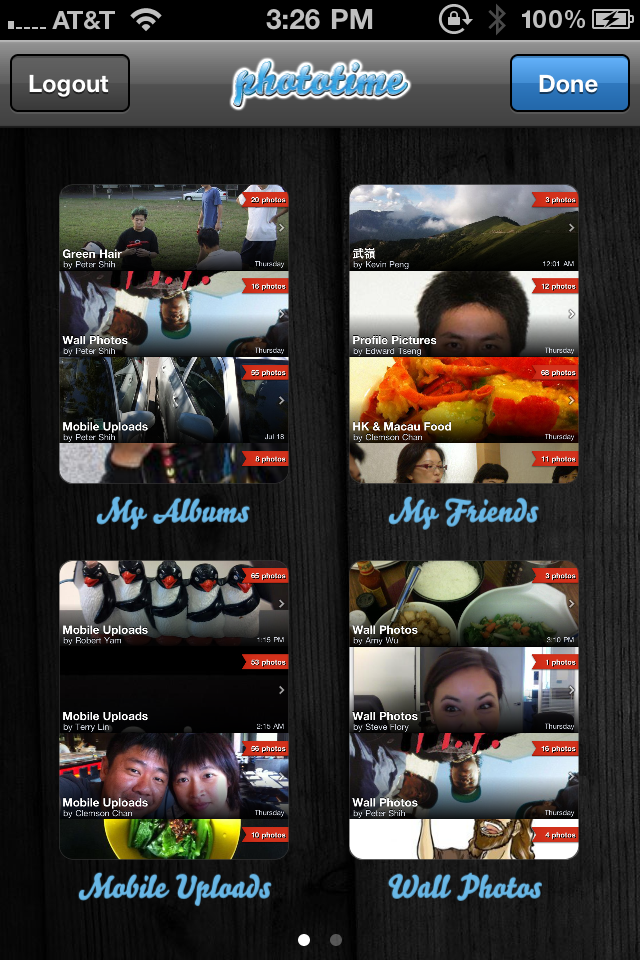 AT&T 3:26 PM 100%
Logout phototime Done
20 photos
Green Hair
by Peter Shih Thursday
16 photos
Wall Photos
by Peter Shih Thursday
55 photos
Mobile Uploads
by Peter Shih Jul 18
8 photos
My Albums
3 photos
武嶺
by Kevin Peng 12:01 AM
12 photos
Profile Pictures
by Edward Tseng Thursday
68 photos
HK & Macau Food
by Clemson Chan Thursday
11 photos
My Friends
65 photos
Mobile Uploads
by Robert Yam 1:15 PM
53 photos
Mobile Uploads
by Terry Lin 2:15 AM
56 photos
Mobile Uploads
by Clemson Chan Thursday
10 photos
Mobile Uploads
3 photos
Wall Photos
by Amy Wu 3:10 PM
1 photos
Wall Photos
by Steve Flory Thursday
16 photos
Wall Photos
by Peter Shih Thursday
4 photos
Wall Photos